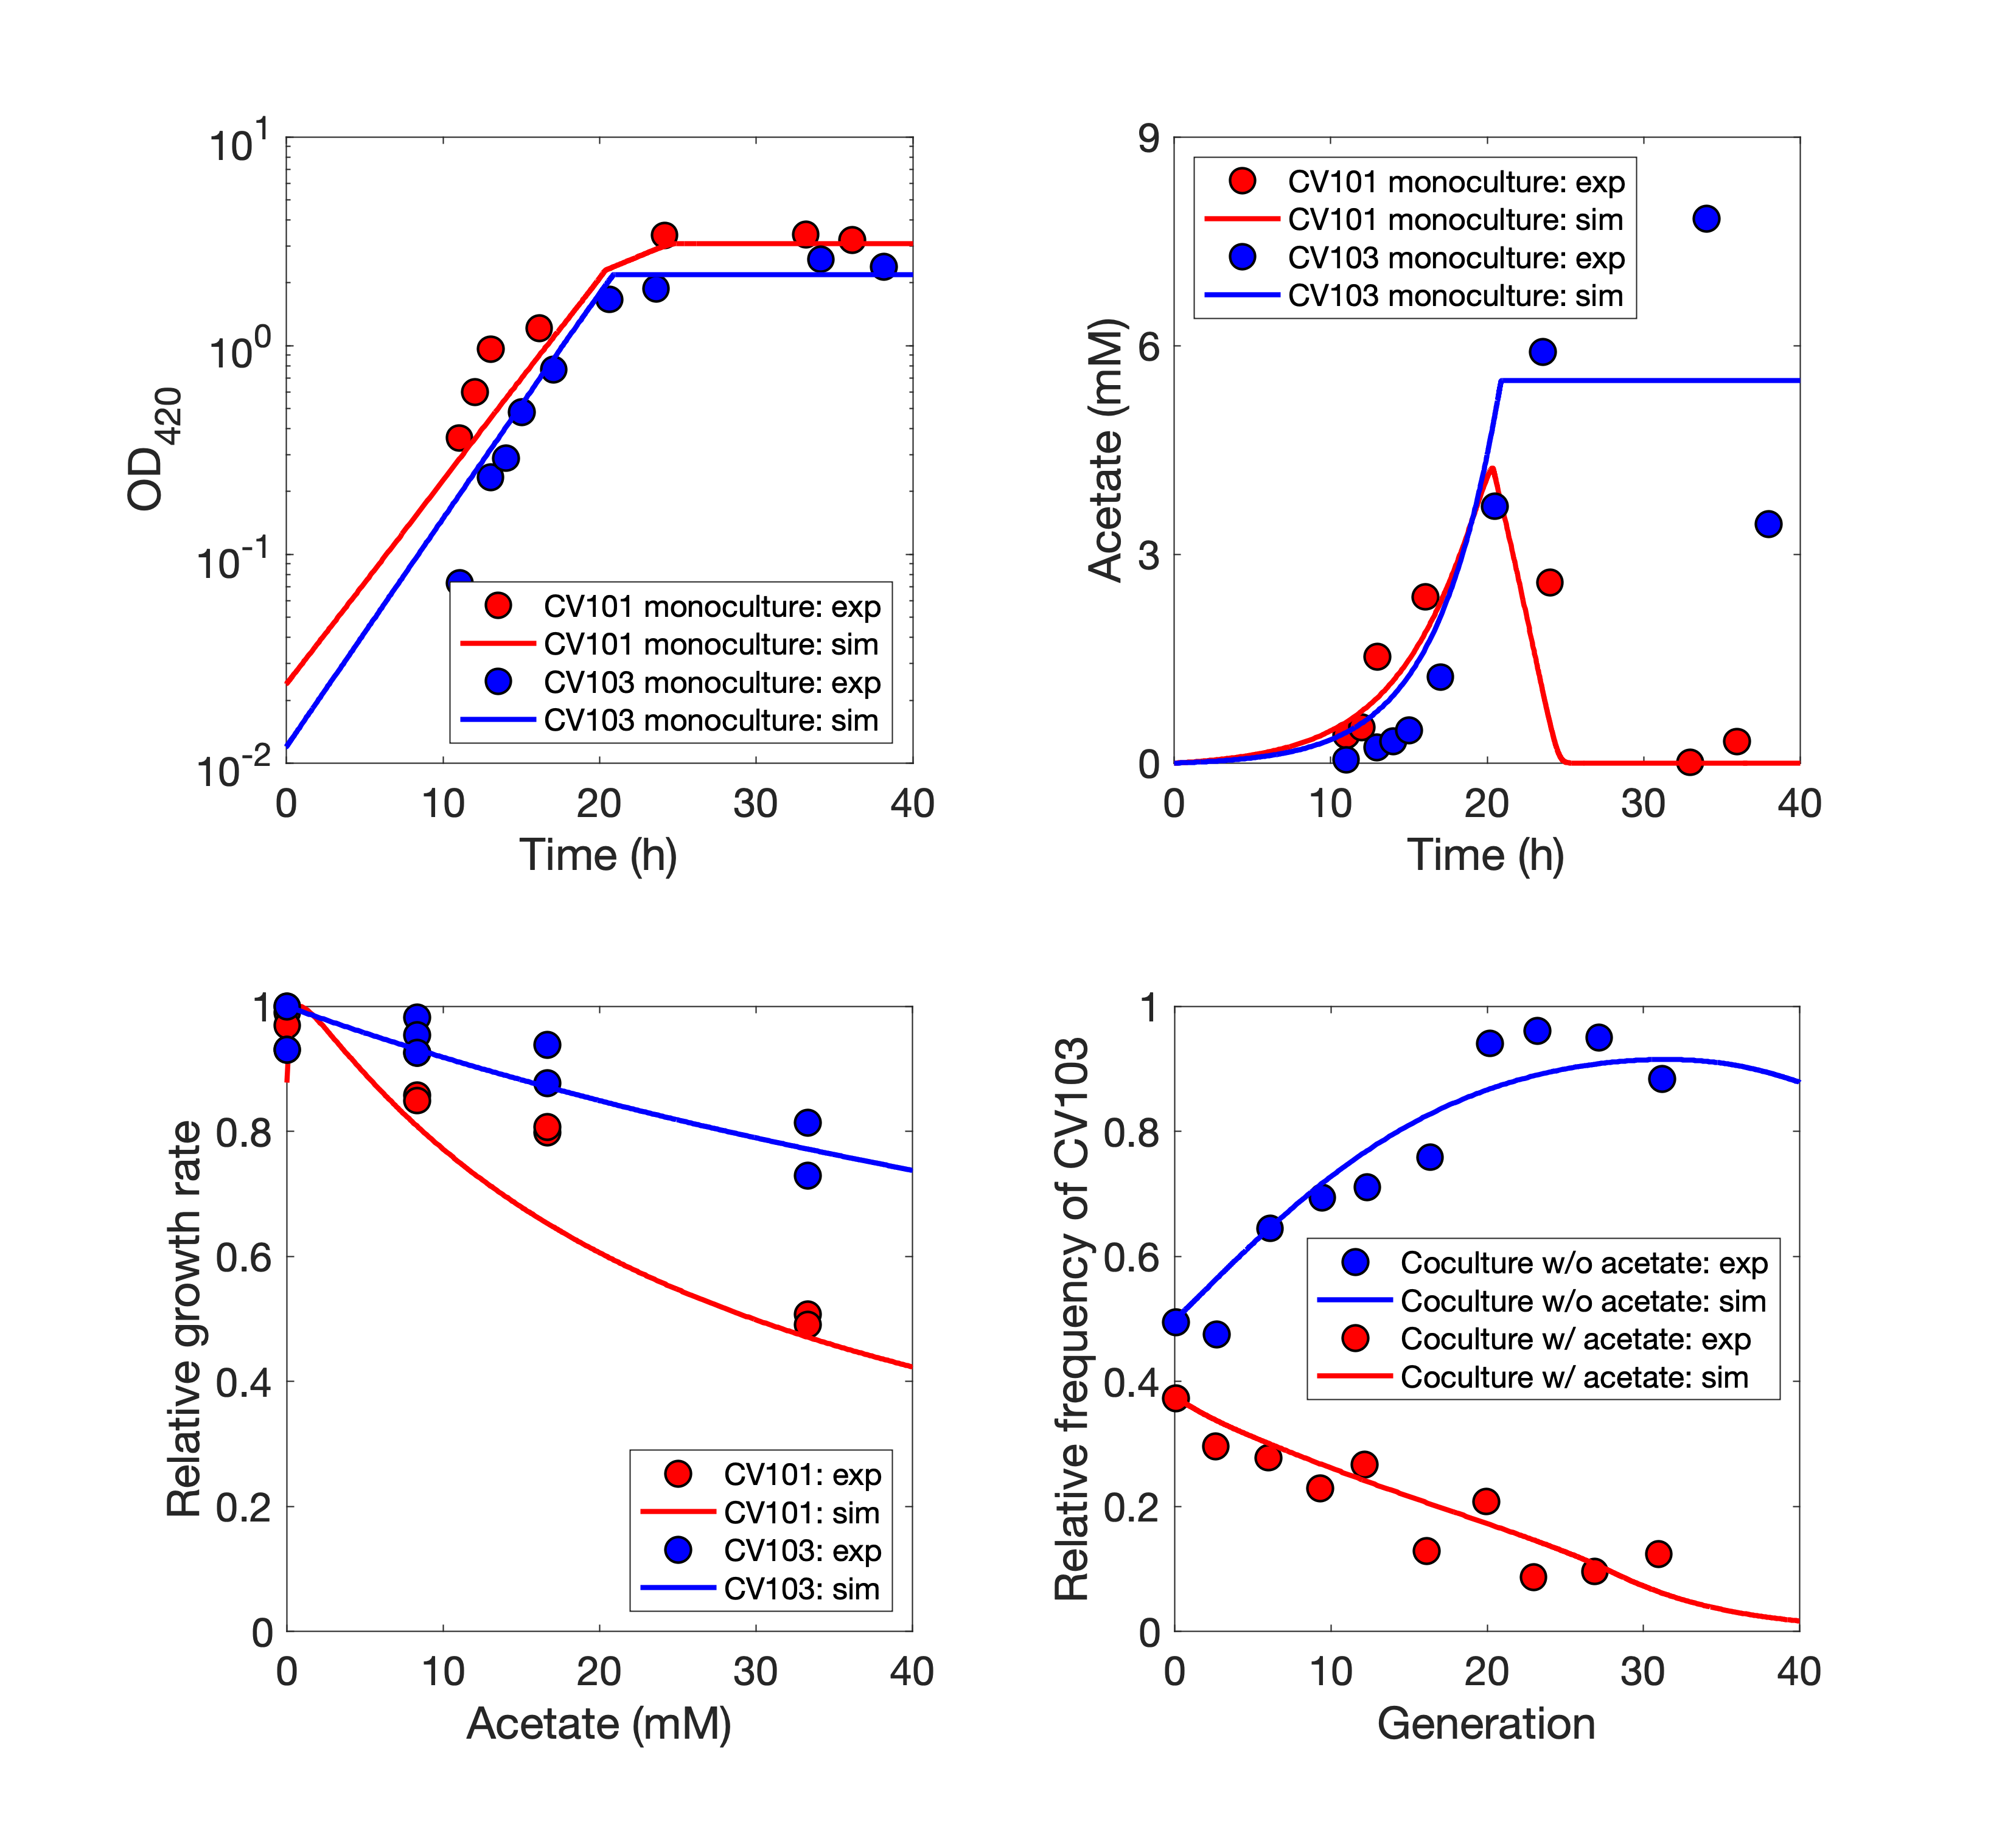 10^1
10^0
10^-1
10^-2
OD_420
0 10 20 30 40
Time (h)
CV101 monoculture: exp
CV101 monoculture: sim
CV103 monoculture: exp
CV103 monoculture: sim
9
6
3
0
Acetate (mM)
0 10 20 30 40
Time (h)
CV101 monoculture: exp
CV101 monoculture: sim
CV103 monoculture: exp
CV103 monoculture: sim
1
0.8
0.6
0.4
0.2
0
Relative growth rate
0 10 20 30 40
Acetate (mM)
CV101: exp
CV101: sim
CV103: exp
CV103: sim
1
0.8
0.6
0.4
0.2
0
Relative frequency of CV103
0 10 20 30 40
Generation
Coculture w/o acetate: exp
Coculture w/o acetate: sim
Coculture w/ acetate: exp
Coculture w/ acetate: sim